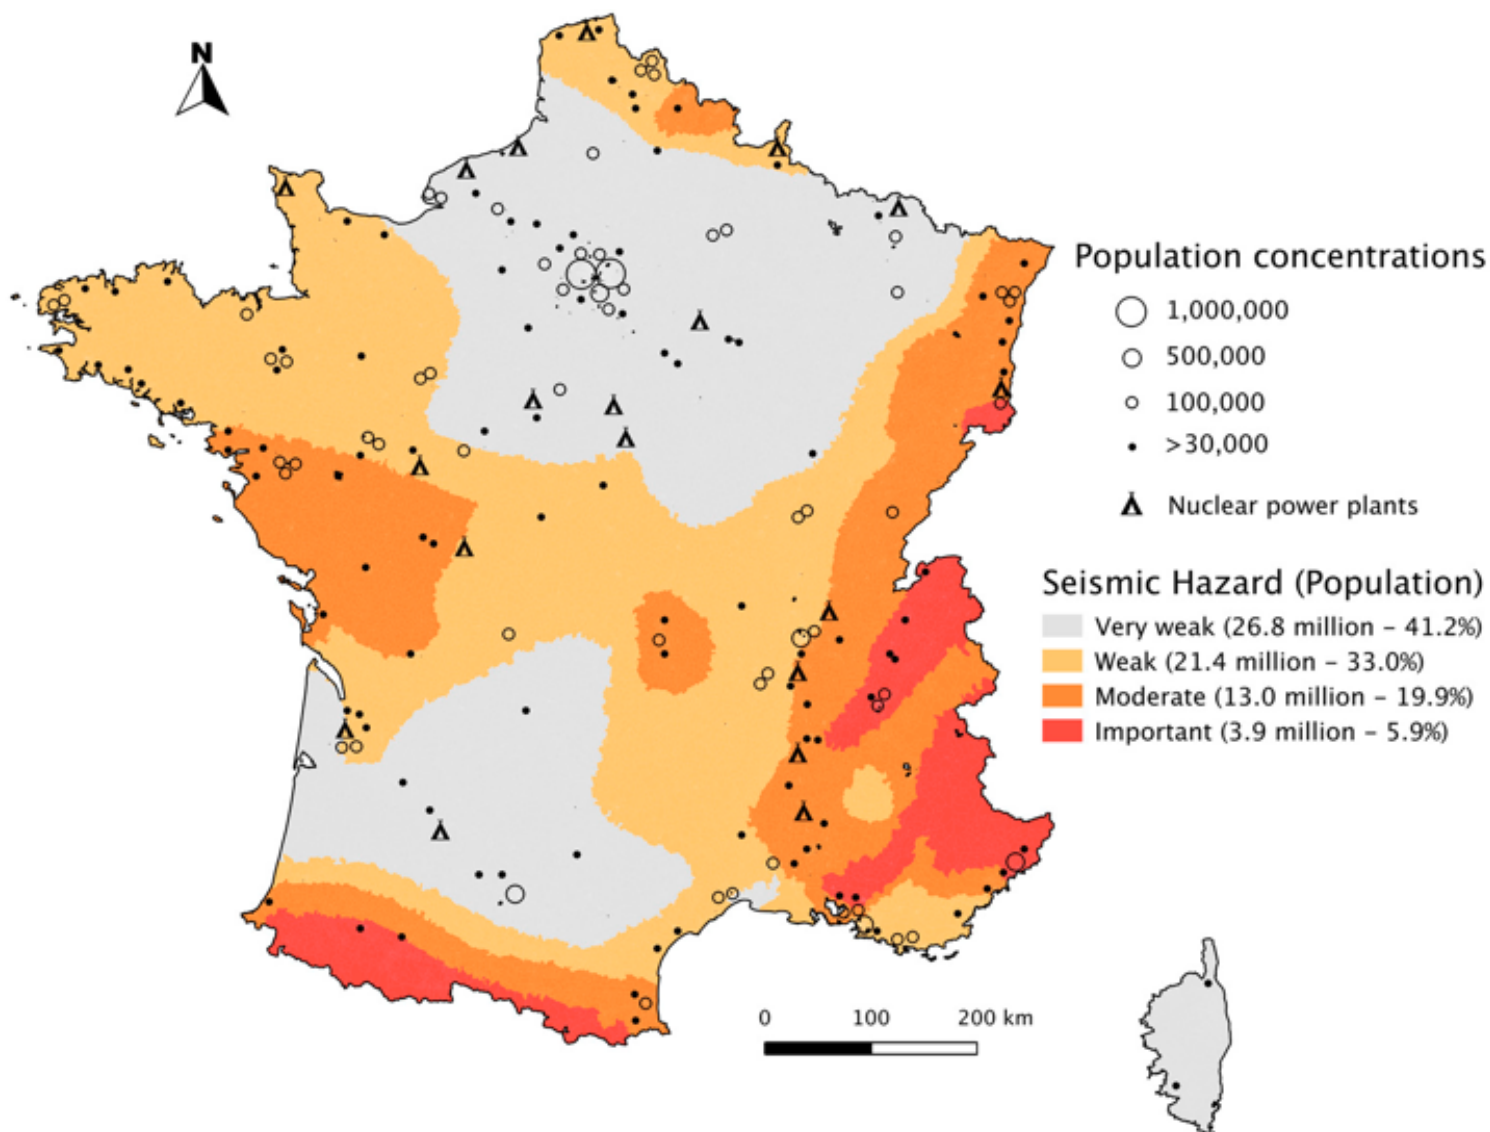 N
Population concentrations
1,000,000
500,000
100,000
>30,000
Nuclear power plants
Seismic Hazard (Population)
Very weak (26.8 million – 41.2%)
Weak (21.4 million – 33.0%)
Moderate (13.0 million – 19.9%)
Important (3.9 million – 5.9%)
0 100 200 km